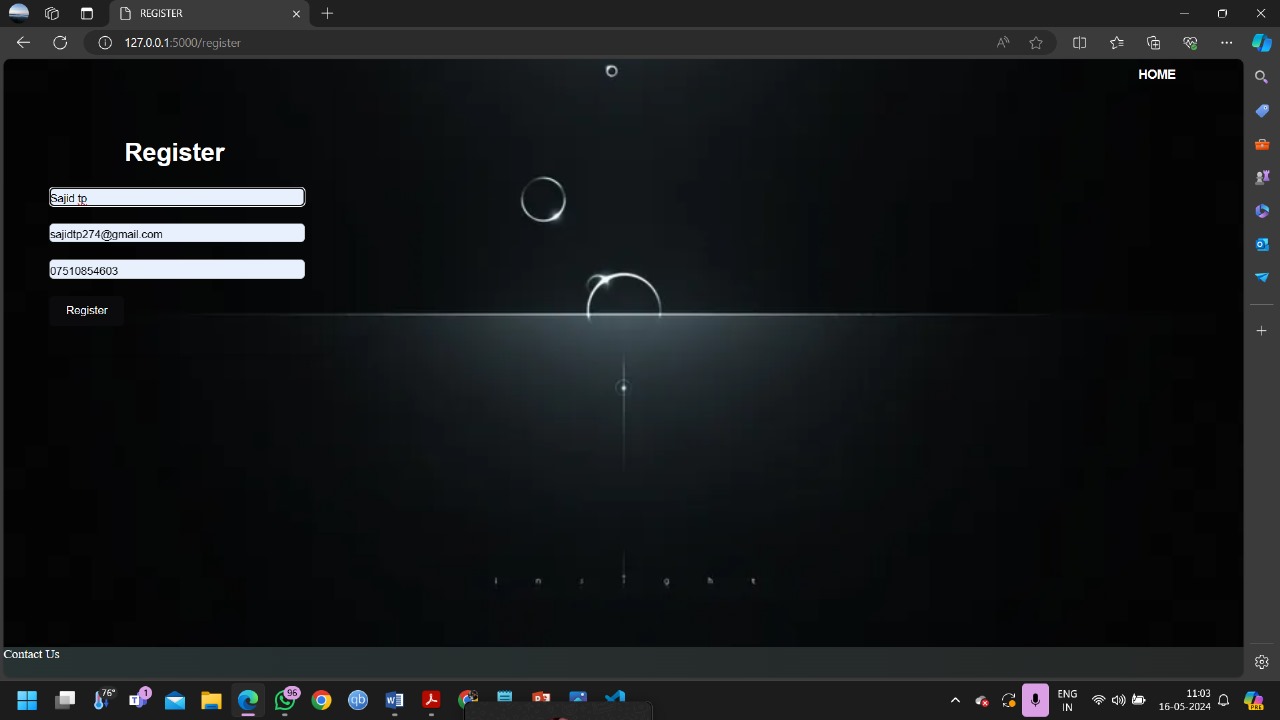 REGISTER
127.0.0.1:5000/register
HOME
Register
Sajid tp
sajidtp274@gmail.com
07510854603
Register
i n s i g h t
Contact Us
76°
1
96
ENG
IN
11:03
16-05-2024
PRE